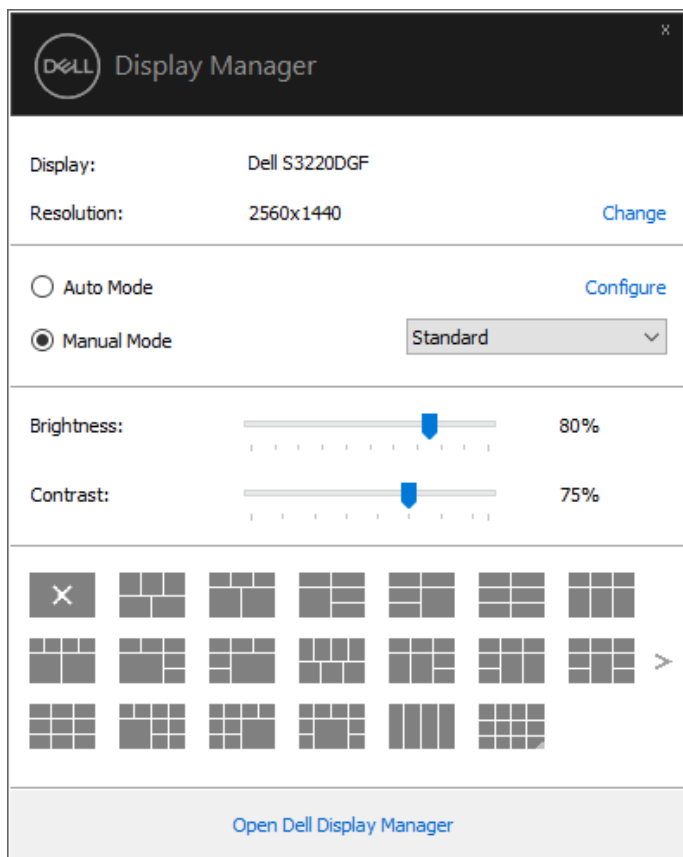 x
DELL Display Manager
Display: Dell S3220DGF
Resolution: 2560x1440 Change
Auto Mode Configure
Manual Mode Standard
Brightness: 80%
Contrast: 75%
Open Dell Display Manager